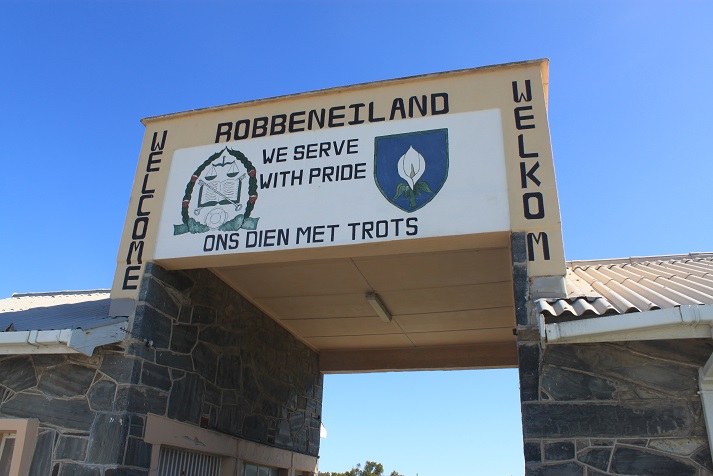 ROBBENEILAND
WELCOME
WE SERVE
WITH PRIDE
ONS DIEN MET TROTS
WELKOM